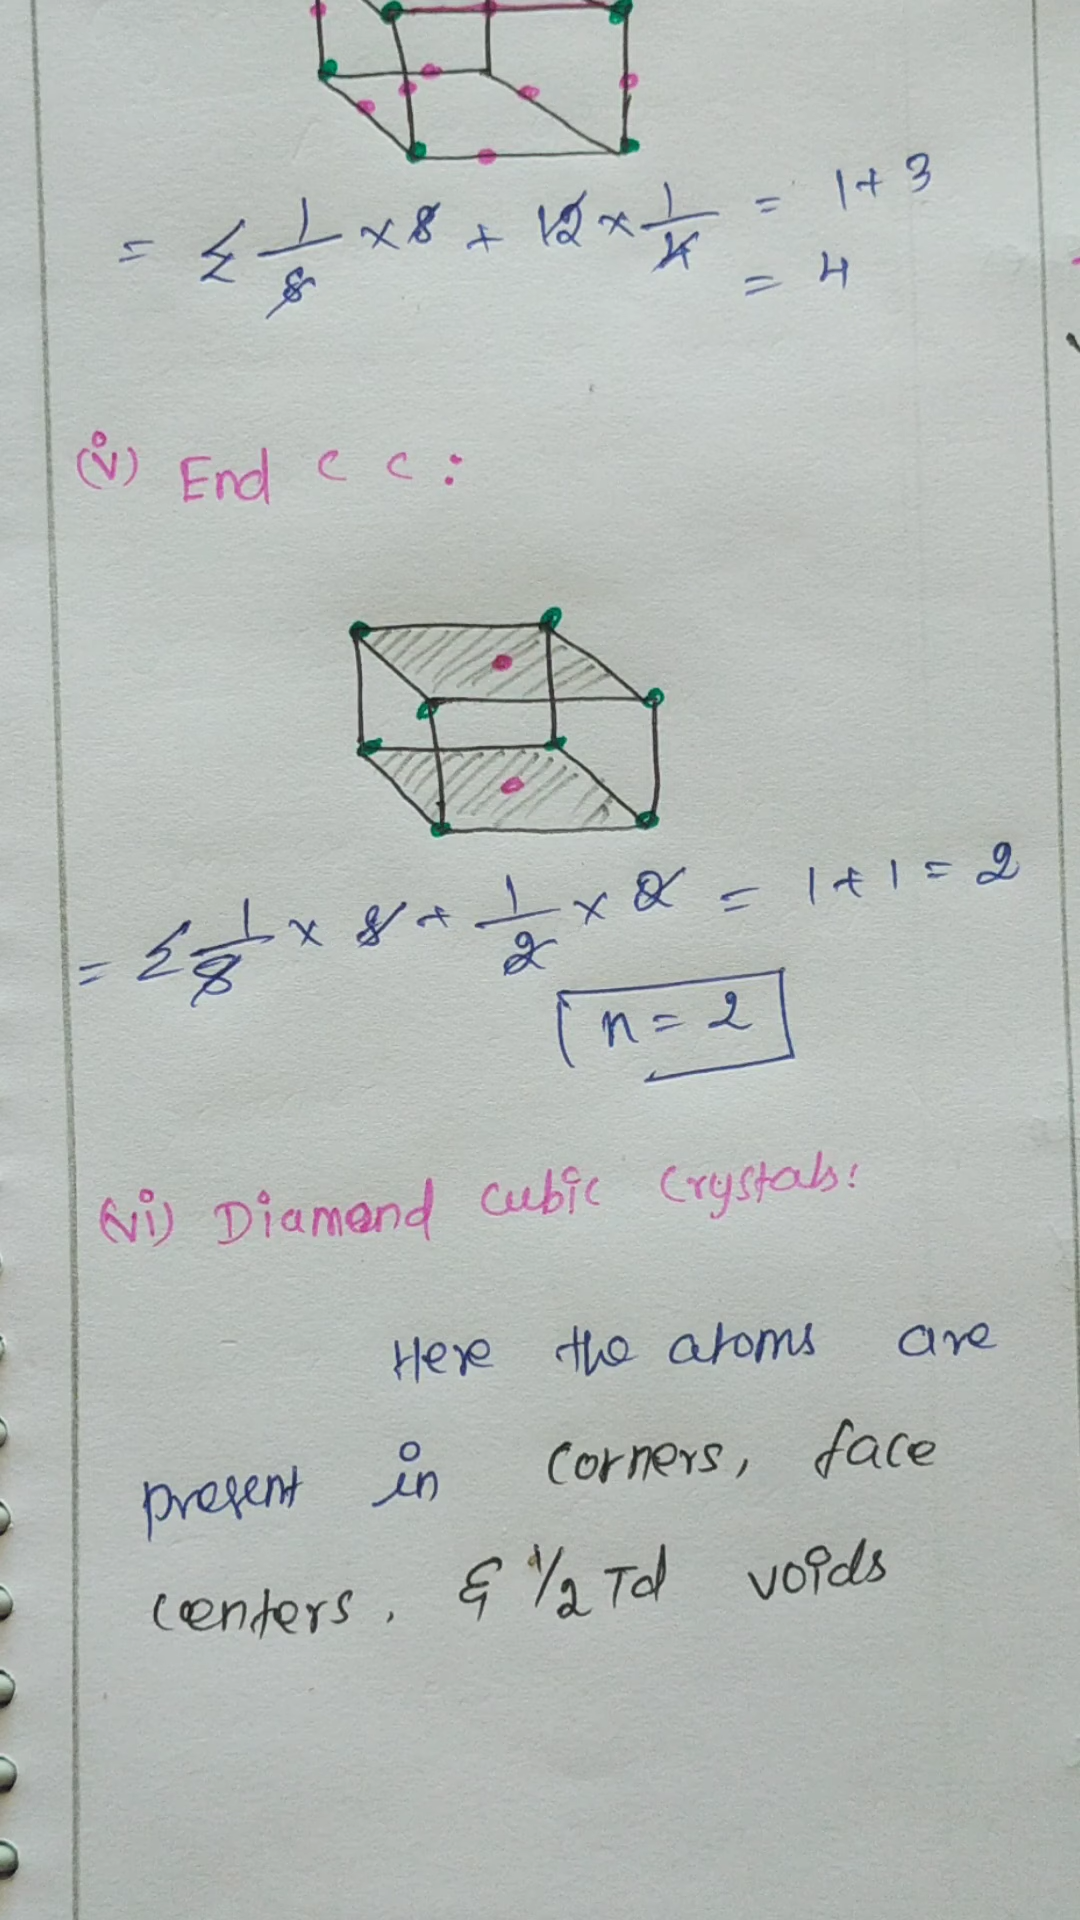 = Σ 1/8 × 8 + 12 × 1/4 = 1 + 3
= 4
(v) End C C :
= Σ 1/8 × 8 + 1/2 × 2 = 1 + 1 = 2
n = 2
(vi) Diamond Cubic Crystals:
Here the atoms are
present in corners, face
centers, & 1/2 Td voids